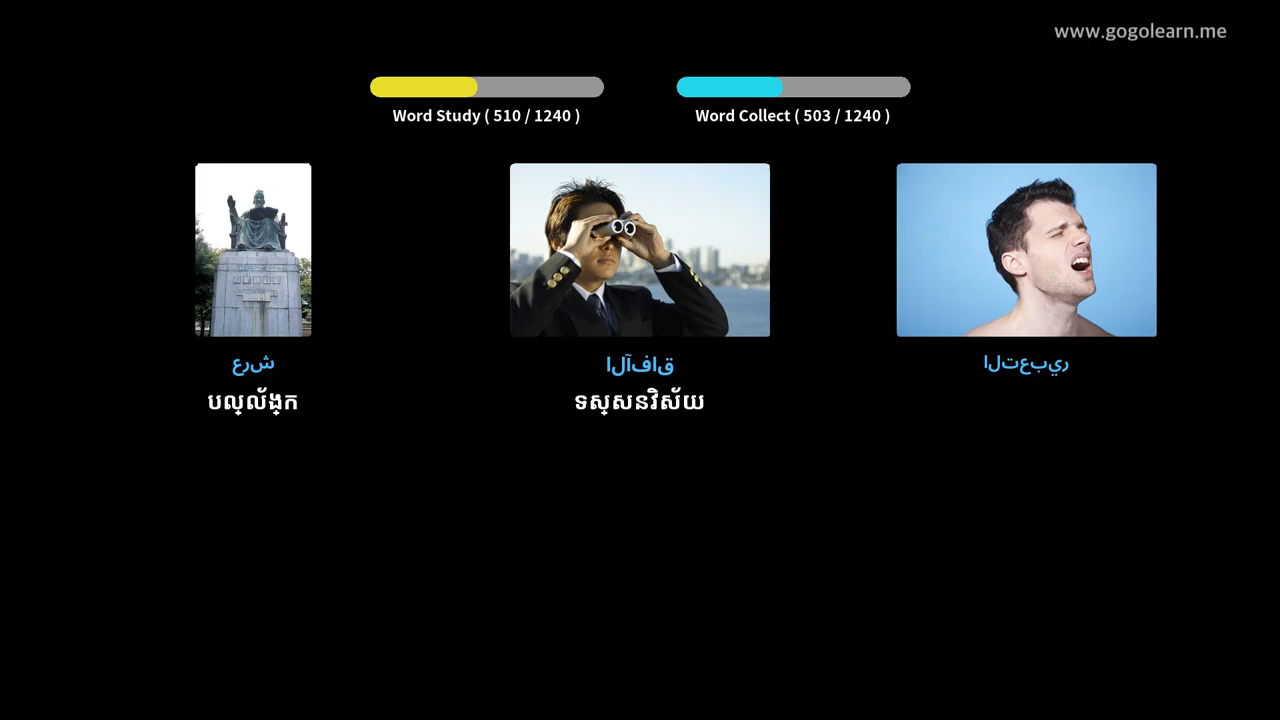 www.gogolearn.me
Word Study ( 510 / 1240 )
Word Collect ( 503 / 1240 )
عرش
បល្ល័ង្ក
الآفاق
ទស្សនវិស័យ
التعبير